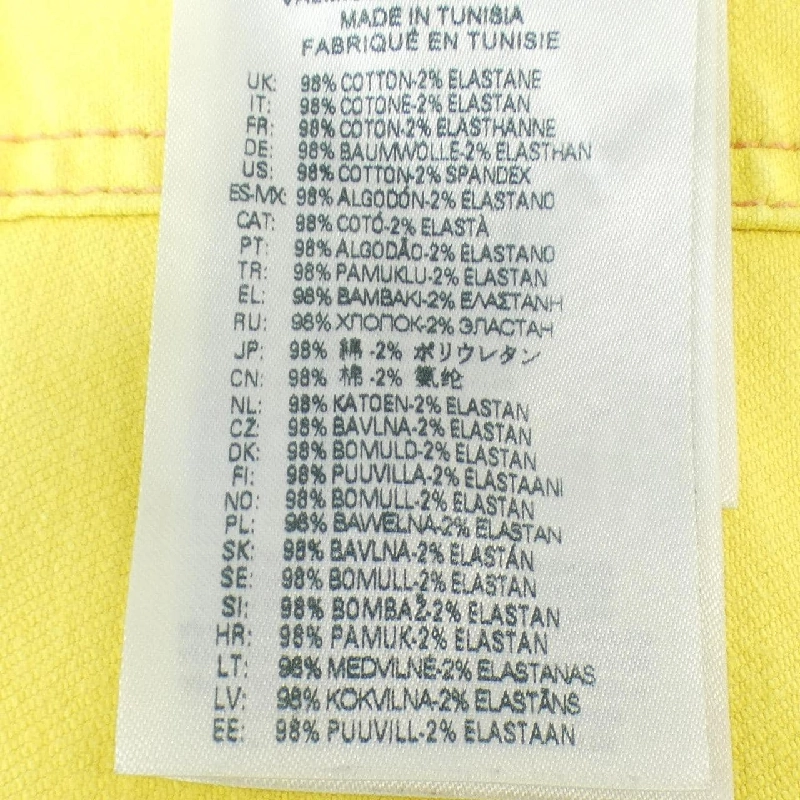 MADE IN TUNISIA
FABRIQUÉ EN TUNISIE
UK: 98% COTTON-2% ELASTANE
IT: 98% COTONE-2% ELASTAN
FR: 98% COTON-2% ELASTHANNE
DE: 98% BAUMWOLLE-2% ELASTHAN
US: 98% COTTON-2% SPANDEX
ES-MX: 98% ALGODÓN-2% ELASTANO
CAT: 98% COTÓ-2% ELASTÀ
PT: 98% ALGODÃO-2% ELASTANO
TR: 98% PAMUKLU-2% ELASTAN
EL: 98% ΒΑΜΒΑΚΙ-2% ΕΛΑΣΤΑΝΗ
RU: 98% ХЛОПОК-2% ЭЛАСТАН
JP: 98% 綿 -2% ポリウレタン
CN: 98% 棉 -2% 氨纶
NL: 98% KATOEN-2% ELASTAN
CZ: 98% BAVLNA-2% ELASTAN
DK: 98% BOMULD-2% ELASTAN
FI: 98% PUUVILLA-2% ELASTAANI
NO: 98% BOMULL-2% ELASTAN
PL: 98% BAWEŁNA-2% ELASTAN
SK: 98% BAVLNA-2% ELASTÁN
SE: 98% BOMULL-2% ELASTAN
SI: 98% BOMBAŽ-2% ELASTAN
HR: 98% PAMUK-2% ELASTAN
LT: 98% MEDVILNĖ-2% ELASTANAS
LV: 98% KOKVILNA-2% ELASTĀNS
EE: 98% PUUVILL-2% ELASTAAN